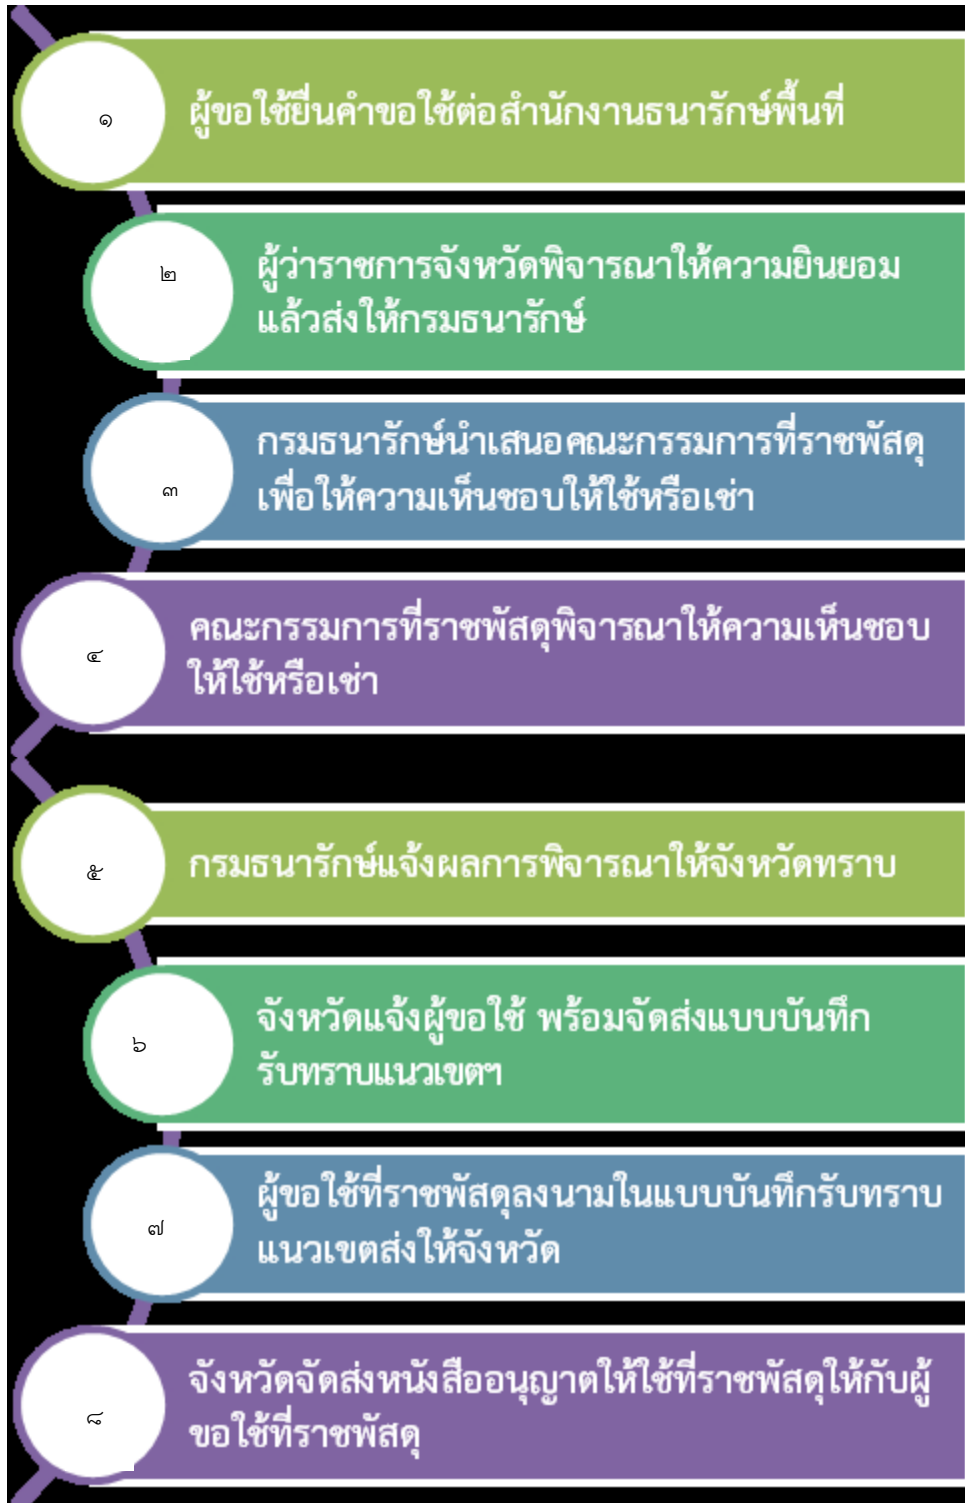 ๑
ผู้ขอใช้ยื่นคำขอใช้ต่อสำนักงานธนารักษ์พื้นที่
๒
ผู้ว่าราชการจังหวัดพิจารณาให้ความยินยอม
แล้วส่งให้กรมธนารักษ์
๓
กรมธนารักษ์นำเสนอคณะกรรมการที่ราชพัสดุ
เพื่อให้ความเห็นชอบให้ใช้หรือเช่า
๔
คณะกรรมการที่ราชพัสดุพิจารณาให้ความเห็นชอบ
ให้ใช้หรือเช่า
๕
กรมธนารักษ์แจ้งผลการพิจารณาให้จังหวัดทราบ
๖
จังหวัดแจ้งผู้ขอใช้ พร้อมจัดส่งแบบบันทึก
รับทราบแนวเขตฯ
๗
ผู้ขอใช้ที่ราชพัสดุลงนามในแบบบันทึกรับทราบ
แนวเขตส่งให้จังหวัด
๘
จังหวัดจัดส่งหนังสืออนุญาตให้ใช้ที่ราชพัสดุให้กับผู้
ขอใช้ที่ราชพัสดุ